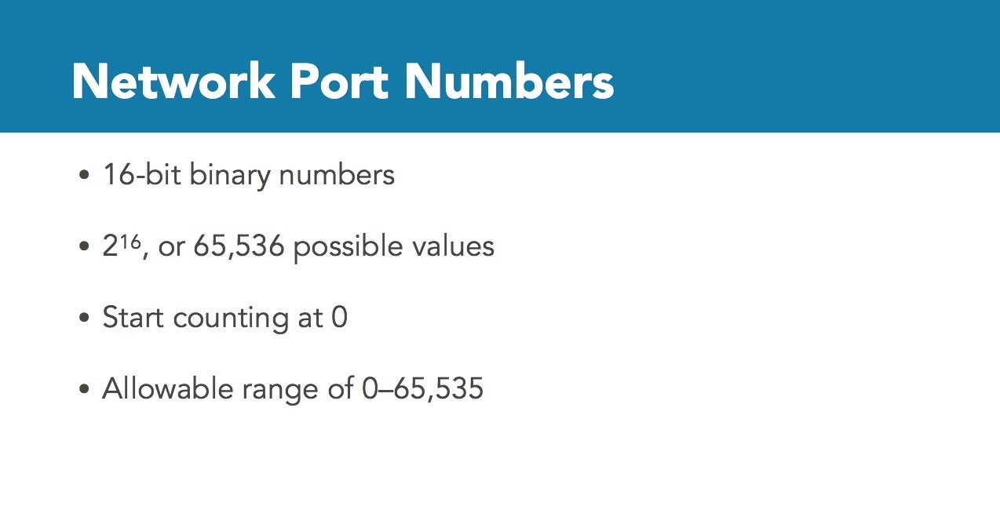 Network Port Numbers
• 16-bit binary numbers
• 2¹⁶, or 65,536 possible values
• Start counting at 0
• Allowable range of 0–65,535